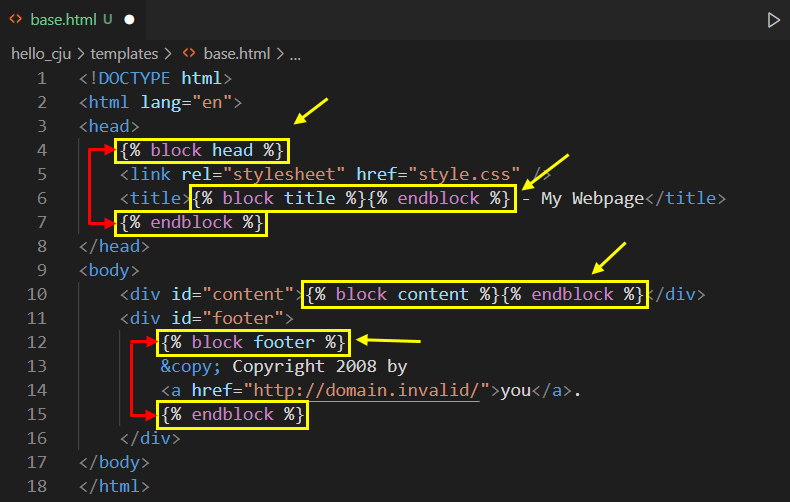 base.html U
hello_cju > templates > base.html > ...
1 <!DOCTYPE html>
2 <html lang="en">
3 <head>
4 {% block head %}
5 <link rel="stylesheet" href="style.css" />
6 <title>{% block title %}{% endblock %} - My Webpage</title>
7 {% endblock %}
8 </head>
9 <body>
10 <div id="content">{% block content %}{% endblock %}</div>
11 <div id="footer">
12 {% block footer %}
13 &copy; Copyright 2008 by
14 <a href="http://domain.invalid/">you</a>.
15 {% endblock %}
16 </div>
17 </body>
18 </html>